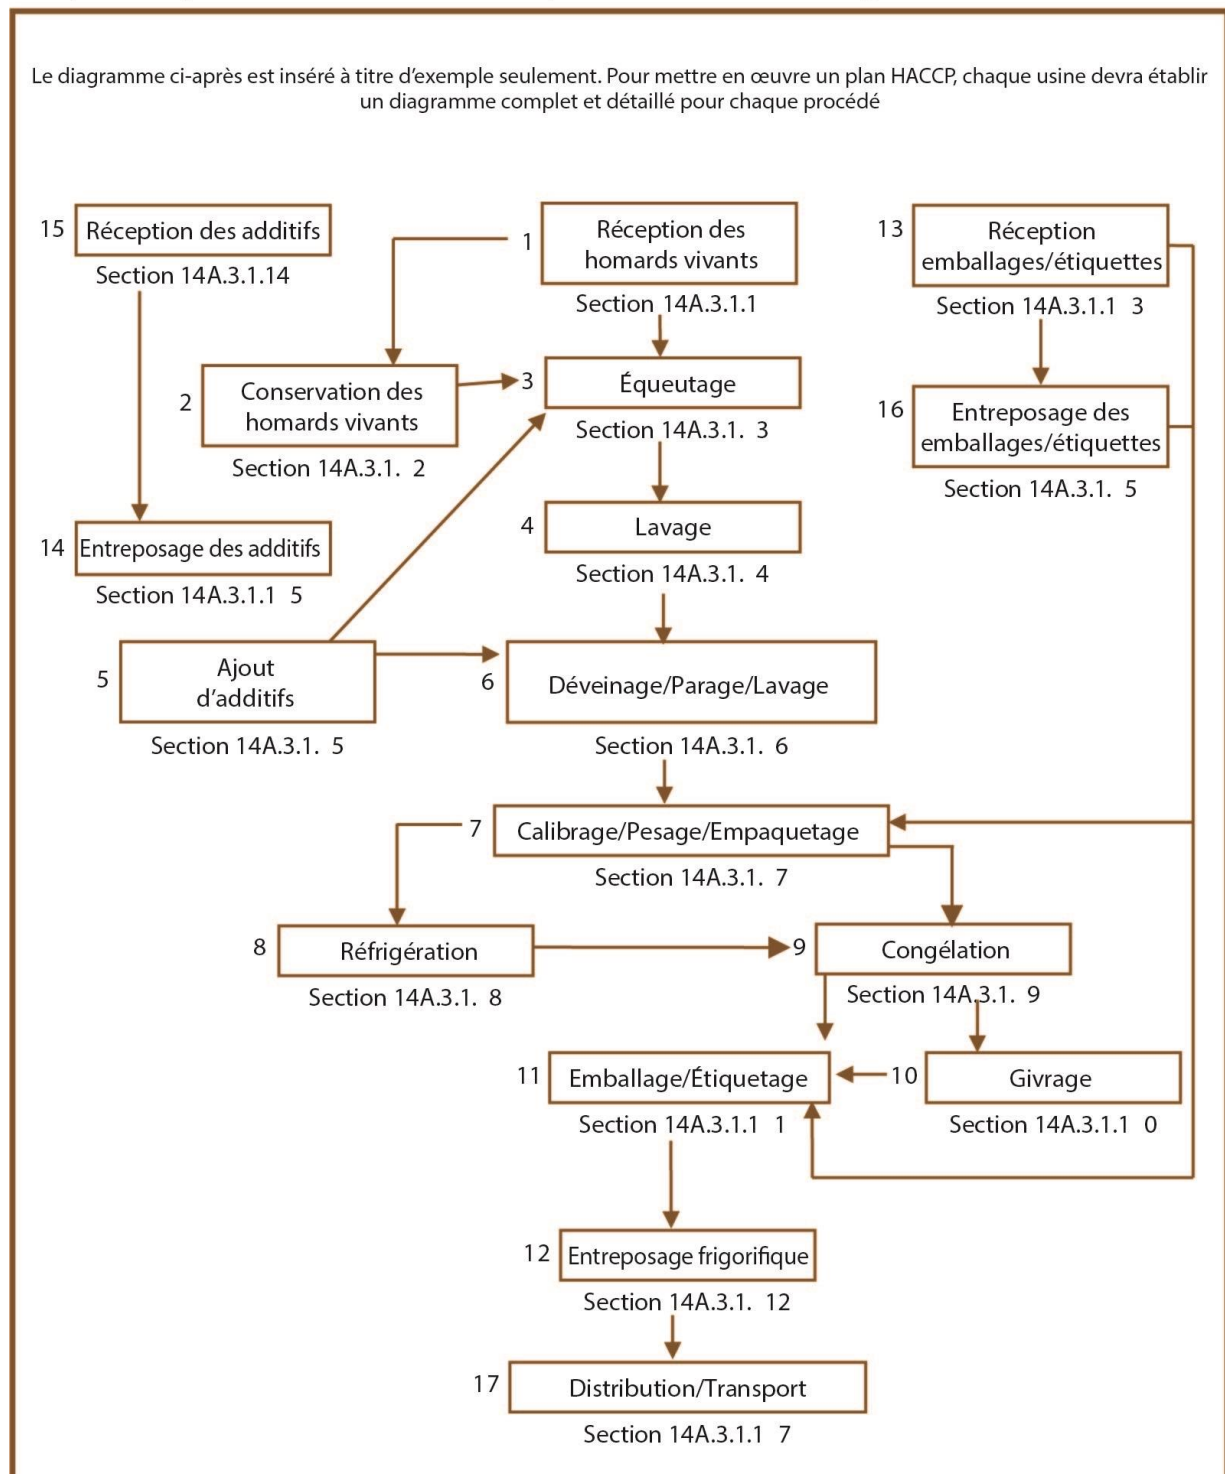 Le diagramme ci-après est inséré à titre d’exemple seulement. Pour mettre en œuvre un plan HACCP, chaque usine devra établir
un diagramme complet et détaillé pour chaque procédé
15
Réception des additifs
Section 14A.3.1.14
1
Réception des
homards vivants
Section 14A.3.1.1
13
Réception
emballages/étiquettes
Section 14A.3.1.1 3
2
Conservation des
homards vivants
Section 14A.3.1. 2
3
Équeutage
Section 14A.3.1. 3
16
Entreposage des
emballages/étiquettes
Section 14A.3.1. 5
14
Entreposage des additifs
Section 14A.3.1.1 5
4
Lavage
Section 14A.3.1. 4
5
Ajout
d’additifs
Section 14A.3.1. 5
6
Déveinage/Parage/Lavage
Section 14A.3.1. 6
7
Calibrage/Pesage/Empaquetage
Section 14A.3.1. 7
8
Réfrigération
Section 14A.3.1. 8
9
Congélation
Section 14A.3.1. 9
11
Emballage/Étiquetage
Section 14A.3.1.1 1
10
Givrage
Section 14A.3.1.1 0
12
Entreposage frigorifique
Section 14A.3.1. 12
17
Distribution/Transport
Section 14A.3.1.1 7